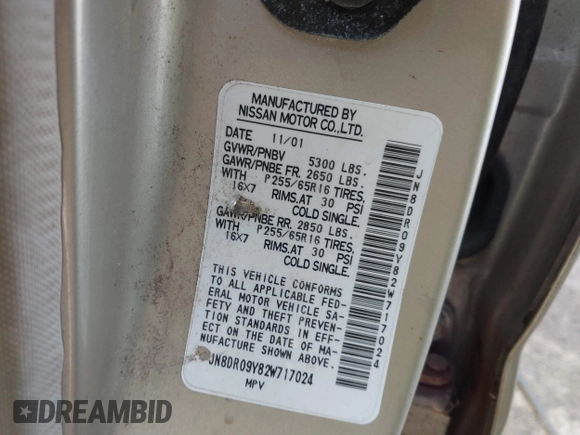 MANUFACTURED BY
NISSAN MOTOR CO., LTD.
DATE 11/01
GVWR/PNBV 5300 LBS.
GAWR/PNBE FR. 2650 LBS.
WITH P255/65R16 TIRES,
16X7 RIMS.AT 30 PSI
COLD SINGLE.
GAWR/PNBE RR. 2850 LBS.
WITH P255/65R16 TIRES,
16X7 RIMS.AT 30 PSI
COLD SINGLE.
THIS VEHICLE CONFORMS
TO ALL APPLICABLE FED-
ERAL MOTOR VEHICLE SA-
FETY AND THEFT PREVEN-
TION STANDARDS IN EFF-
ECT ON THE DATE OF MA-
NUFACTURE SHOWN ABOVE.
JN8DR09Y82W717024
MPV
JN8DR09Y82W717024
DREAMBID